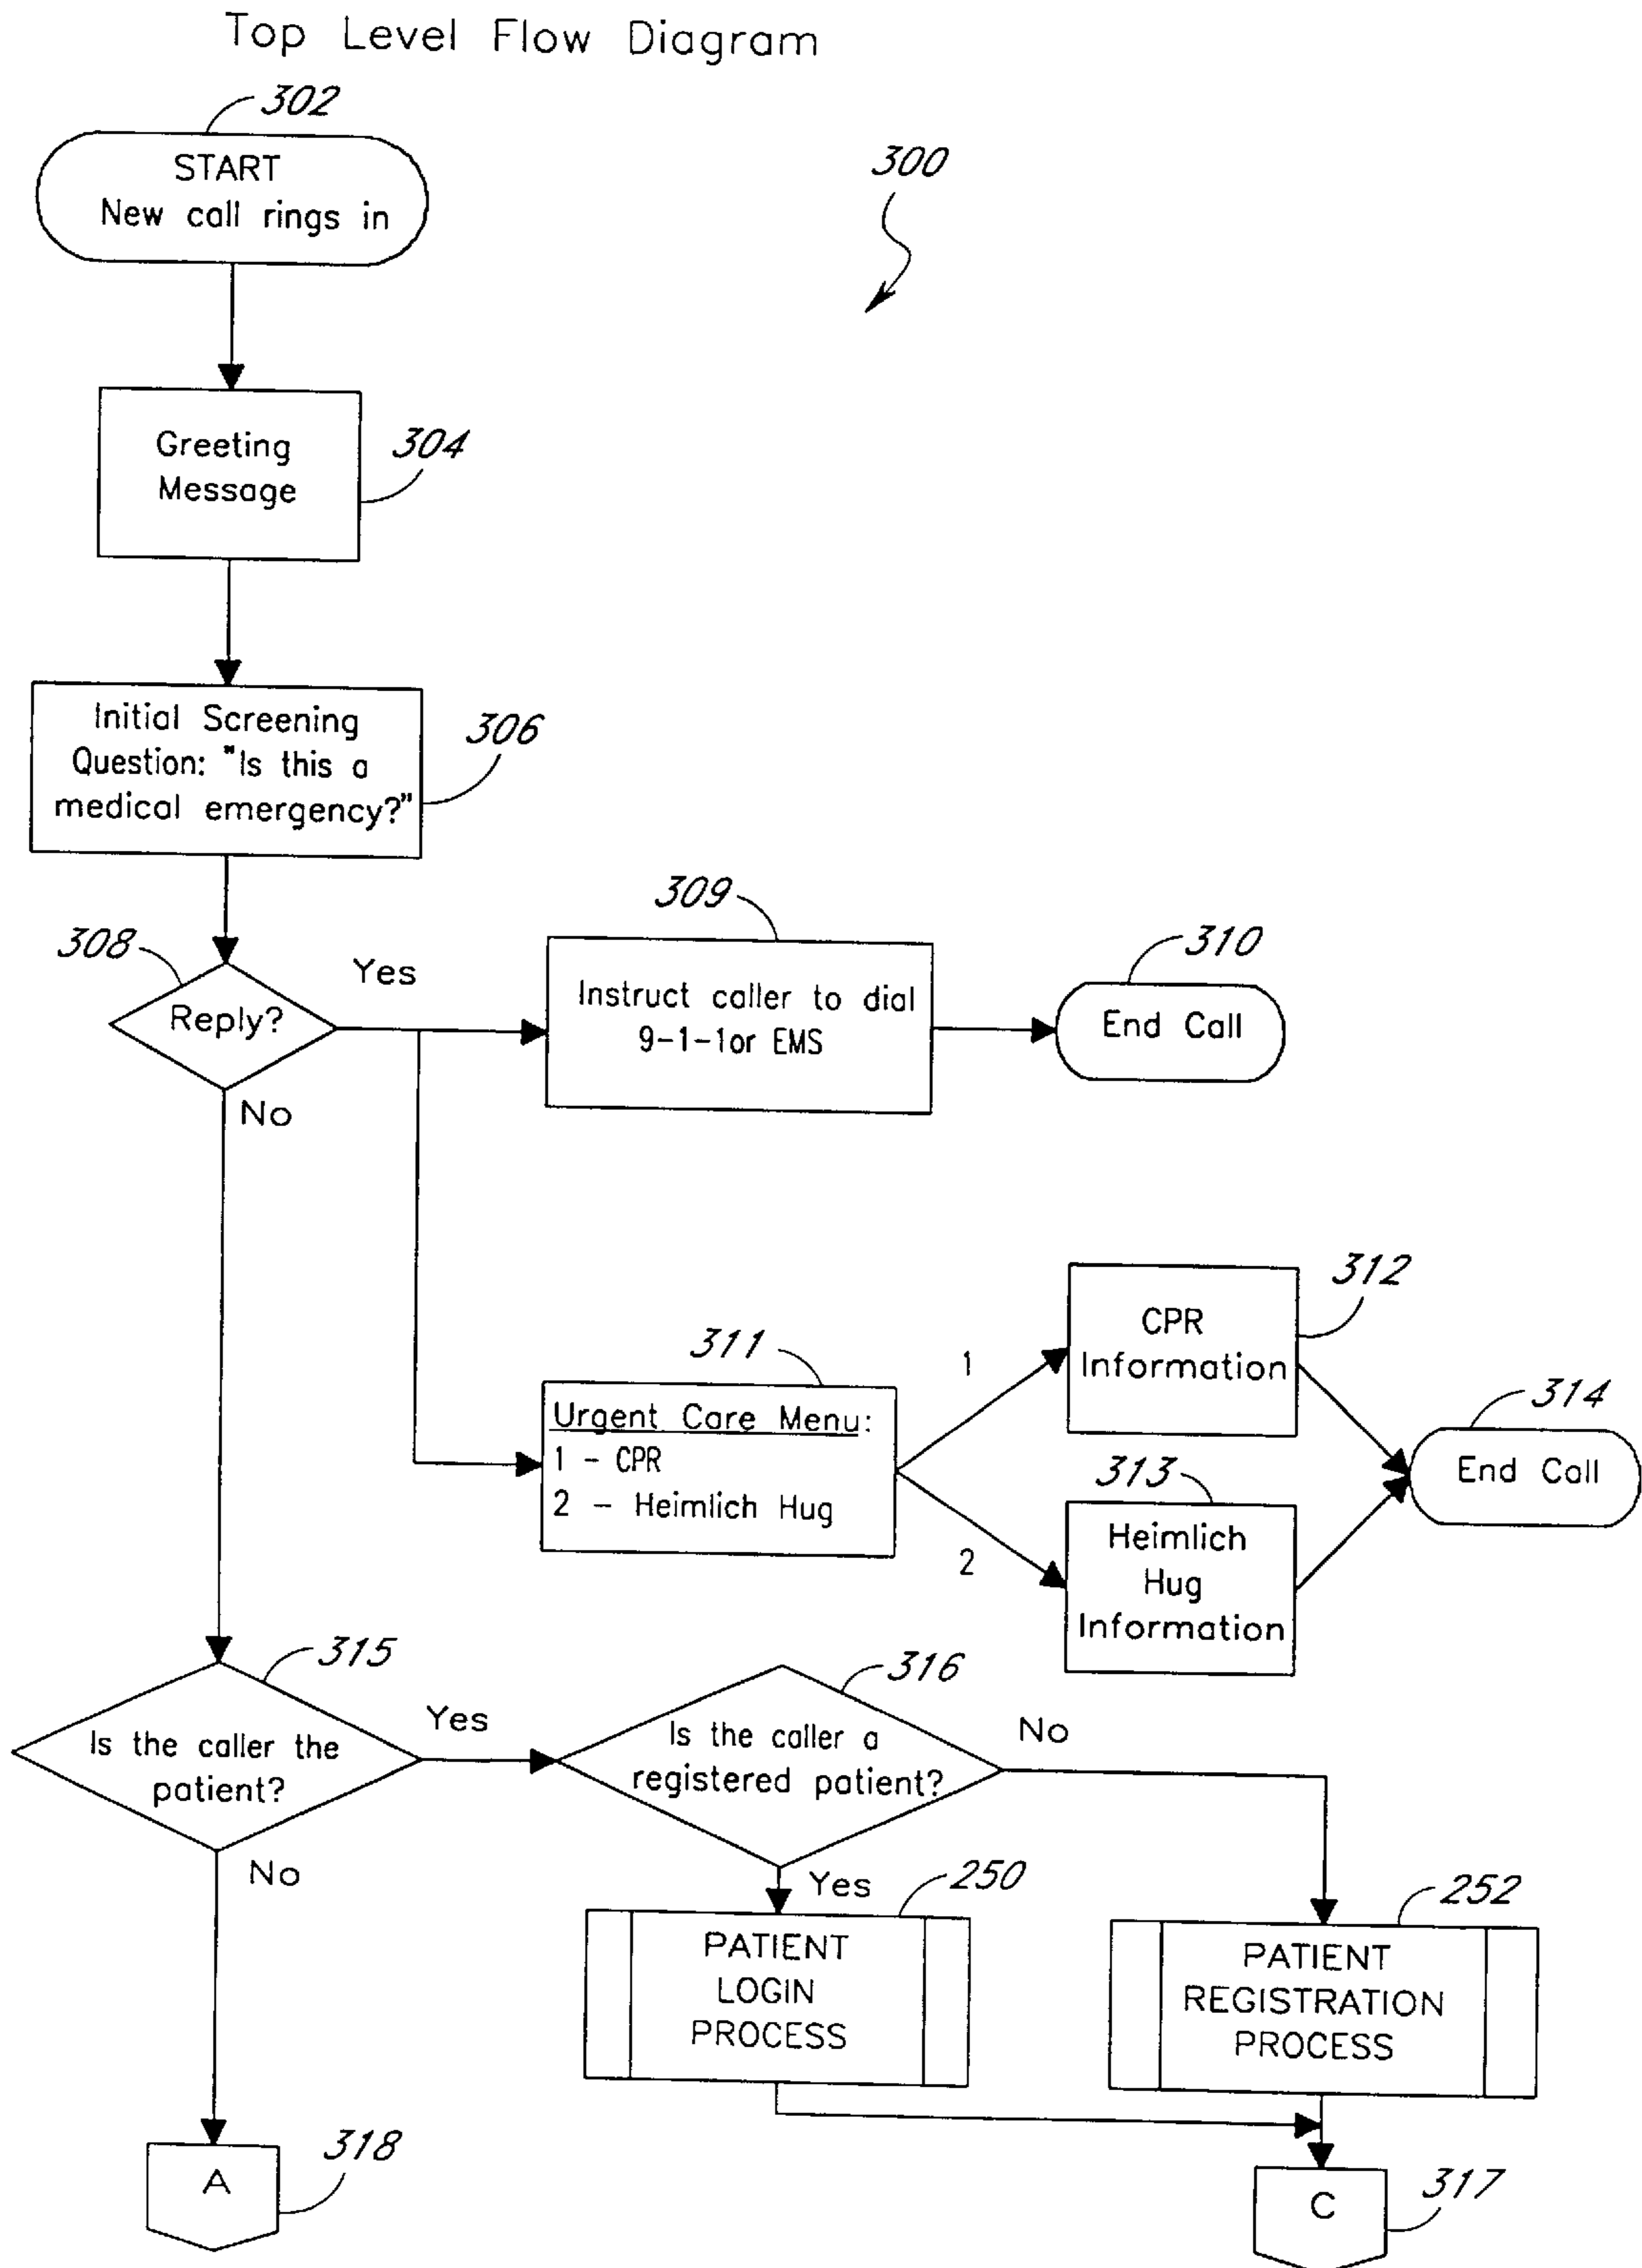 Top Level Flow Diagram
302
START
New call rings in
300
Greeting
Message
304
Initial Screening
Question: "Is this a
medical emergency?"
306
308
Reply?
Yes
No
309
Instruct caller to dial
9-1-1or EMS
310
End Call
311
Urgent Care Menu:
1 - CPR
2 - Heimlich Hug
1
2
312
CPR
Information
313
Heimlich
Hug
Information
314
End Call
315
Is the caller the
patient?
Yes
No
316
Is the caller a
registered patient?
No
Yes
250
PATIENT
LOGIN
PROCESS
252
PATIENT
REGISTRATION
PROCESS
A
318
C
317